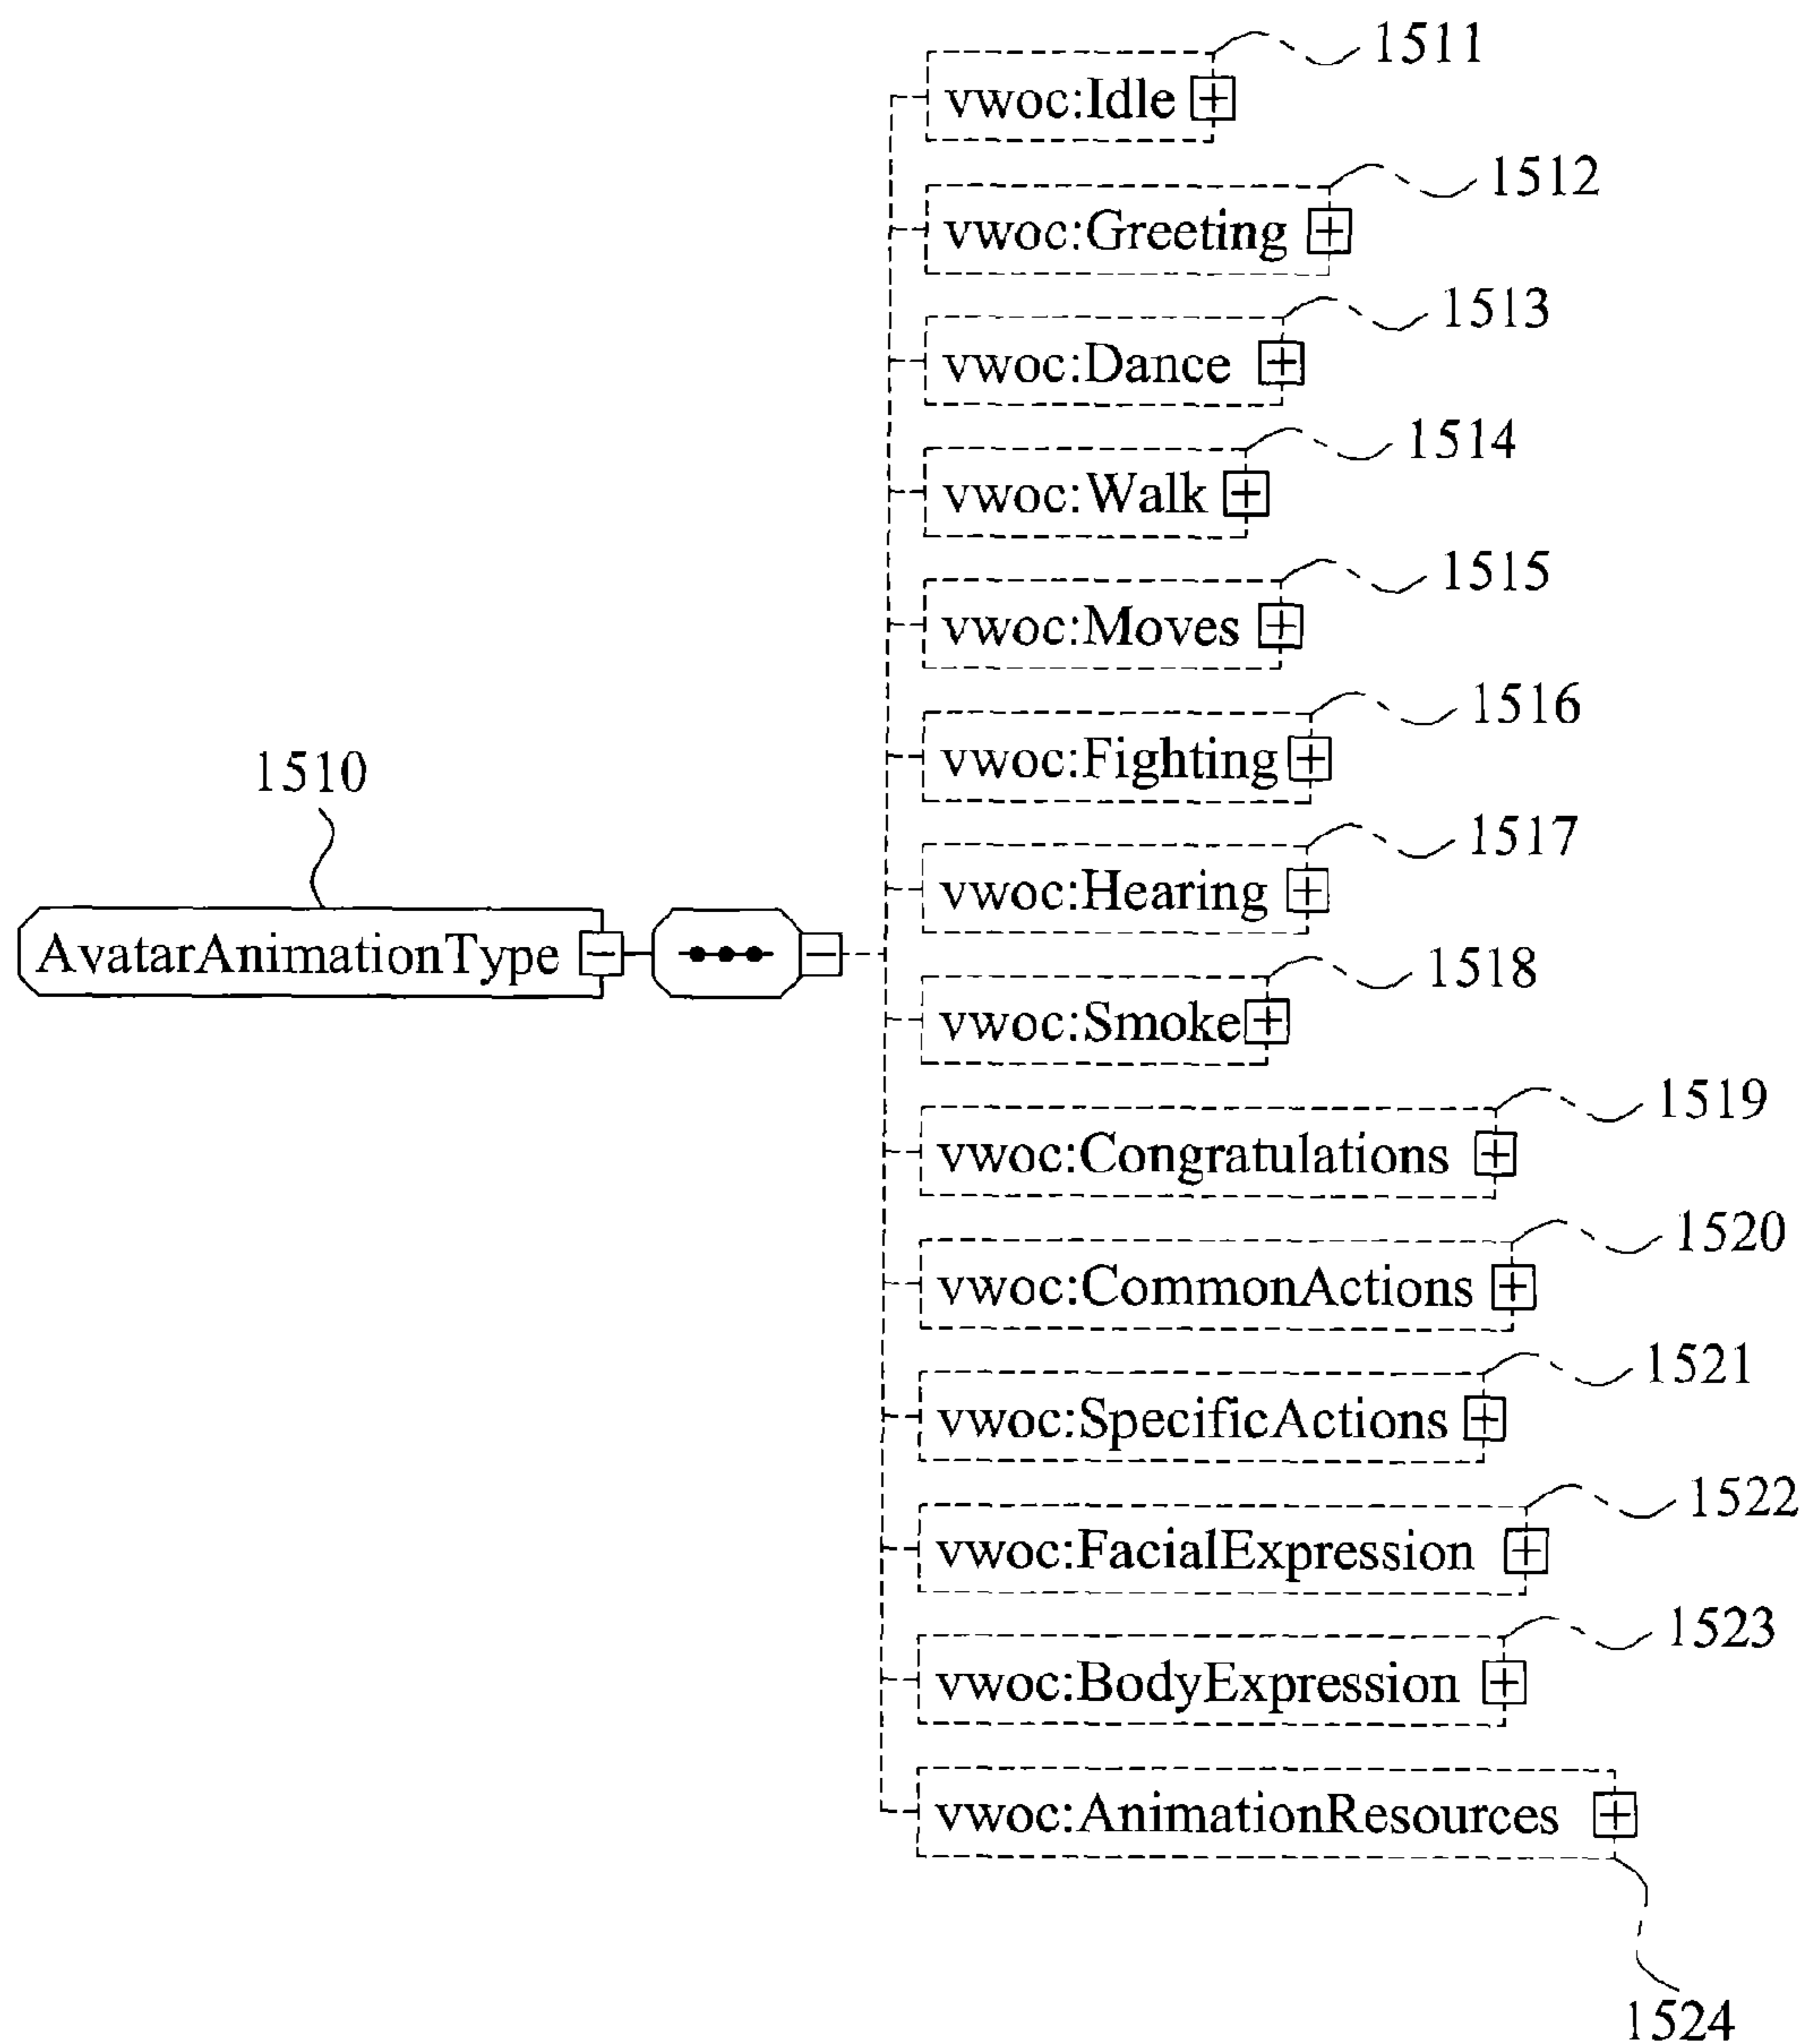 1511
vwoc:Idle
1512
vwoc:Greeting
1513
vwoc:Dance
1514
vwoc:Walk
1515
vwoc:Moves
1516
vwoc:Fighting
1510
1517
vwoc:Hearing
AvatarAnimationType
1518
vwoc:Smoke
1519
vwoc:Congratulations
1520
vwoc:CommonActions
1521
vwoc:SpecificActions
1522
vwoc:FacialExpression
1523
vwoc:BodyExpression
vwoc:AnimationResources
1524